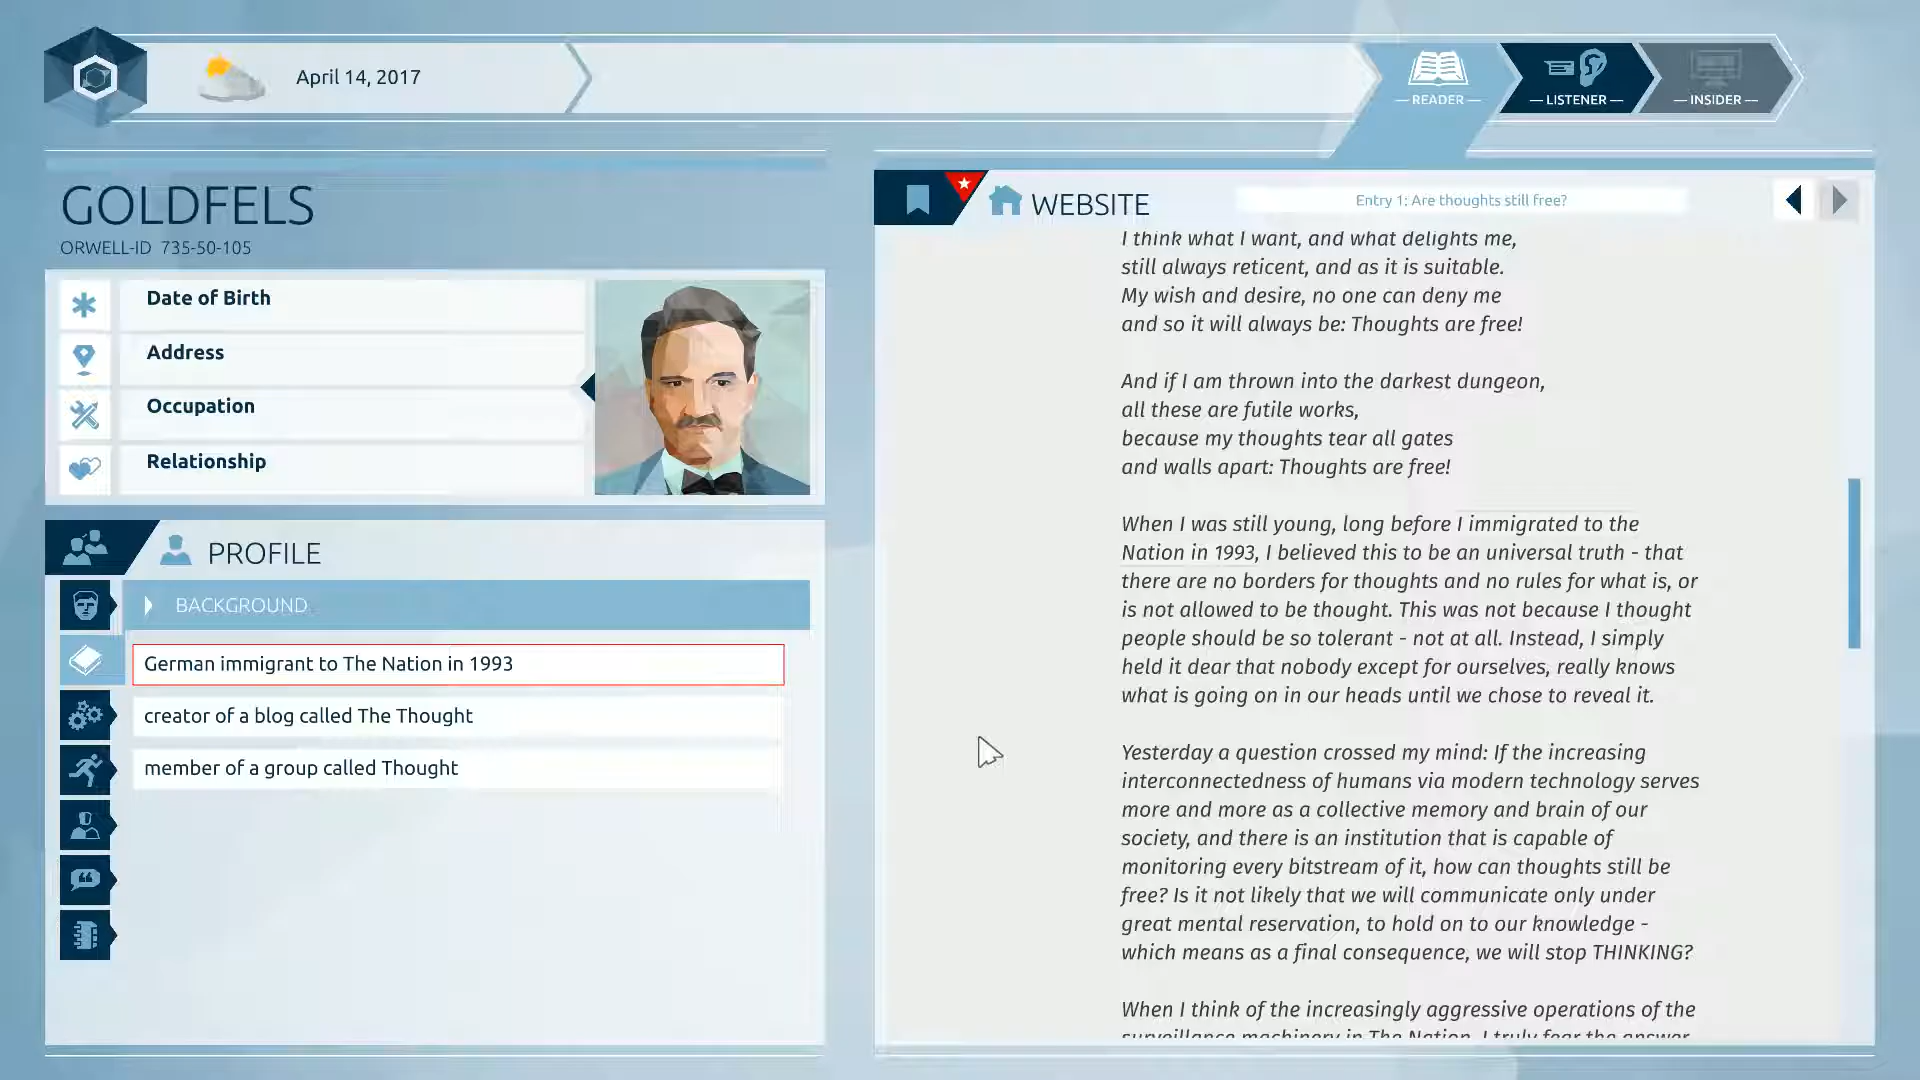 April 14, 2017
READER
LISTENER
INSIDER
GOLDFELS
ORWELL-ID 735-50-105
Date of Birth
Address
Occupation
Relationship
PROFILE
BACKGROUND
German immigrant to The Nation in 1993
creator of a blog called The Thought
member of a group called Thought
WEBSITE
Entry 1: Are thoughts still free?
I think what I want, and what delights me,
still always reticent, and as it is suitable.
My wish and desire, no one can deny me
and so it will always be: Thoughts are free!
And if I am thrown into the darkest dungeon,
all these are futile works,
because my thoughts tear all gates
and walls apart: Thoughts are free!
When I was still young, long before I immigrated to the
Nation in 1993, I believed this to be an universal truth - that
there are no borders for thoughts and no rules for what is, or
is not allowed to be thought. This was not because I thought
people should be so tolerant - not at all. Instead, I simply
held it dear that nobody except for ourselves, really knows
what is going on in our heads until we chose to reveal it.
Yesterday a question crossed my mind: If the increasing
interconnectedness of humans via modern technology serves
more and more as a collective memory and brain of our
society, and there is an institution that is capable of
monitoring every bitstream of it, how can thoughts still be
free? Is it not likely that we will communicate only under
great mental reservation, to hold on to our knowledge -
which means as a final consequence, we will stop THINKING?
When I think of the increasingly aggressive operations of the
surveillance machinery in The Nation, I truly fear the answer